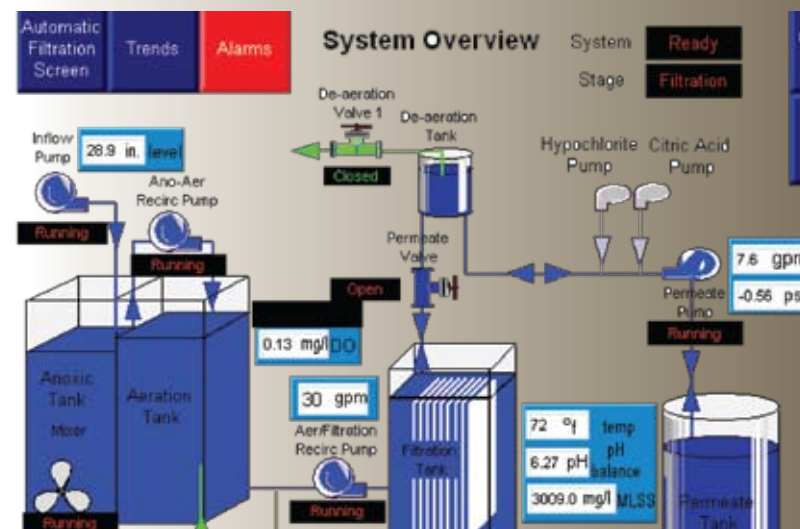 Automatic
Filtration
Screen
Trends
Alarms
System Overview
System
Ready
Stage
Filtration
De-aeration
Valve 1
De-aeration
Tank
Closed
Inflow
Pump
28.9 in. level
Ano-Aer
Recirc Pump
Running
Running
Hypochlorite
Pump
Citric Acid
Pump
Permeate
Valve
Open
7.6 gpm
-0.56 ps
Permeate
Pump
Running
0.13 mg/l DO
30 gpm
Aer/Filtration
Recirc Pump
Running
Anoxic
Tank
Mixer
Running
Aeration
Tank
Filtration
Tank
72 °f temp
6.27 pH pH balance
3009.0 mg/l MLSS
Permeate
Tank